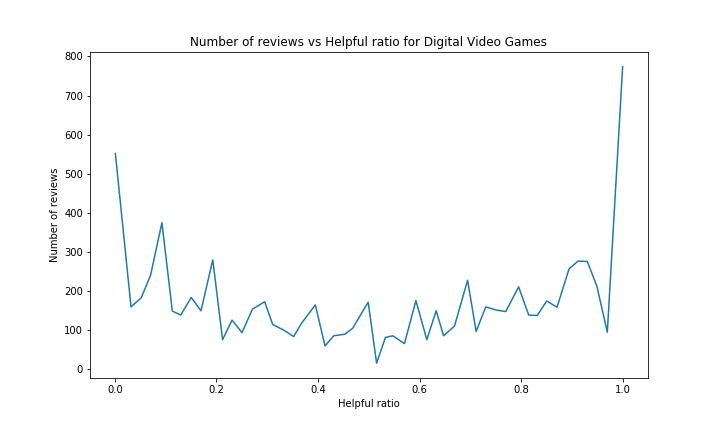 Number of reviews vs Helpful ratio for Digital Video Games
800
700
600
500
400
300
200
100
0
Number of reviews
0.0 0.2 0.4 0.6 0.8 1.0
Helpful ratio